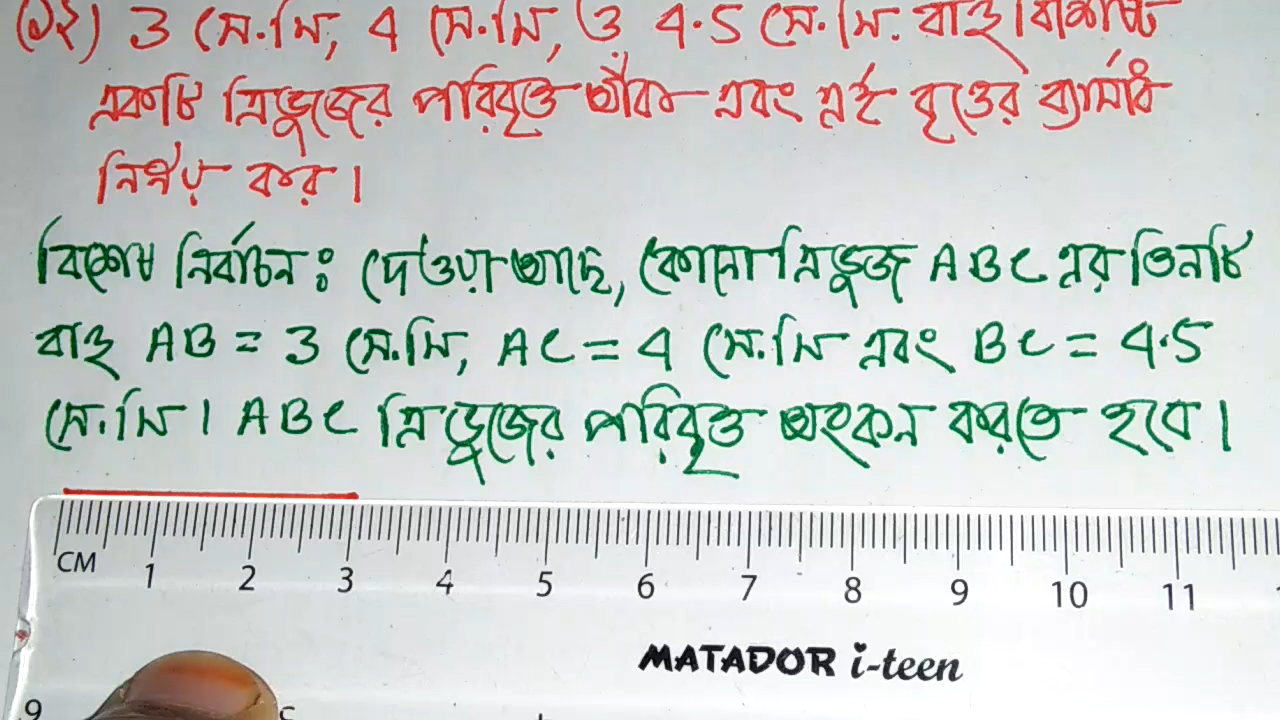 (১২) 3 সে.মি, 4 সে.মি, ও 4.5 সে.মি. বাহু বিশিষ্ট
একটি ত্রিভুজের পরিবৃত্ত আঁক এবং এই বৃত্তের ব্যাসার্ধ
নির্ণয় কর।
বিশেষ নির্বাচন: দেওয়া আছে, কোনো ত্রিভুজ ABC এর তিনটি
বাহু AB = 3 সে.মি, AC = 4 সে.মি এবং BC = 4.5
সে.মি। ABC ত্রিভুজের পরিবৃত্ত অংকন করতে হবে।
CM 1 2 3 4 5 6 7 8 9 10 11
MATADOR i-teen
9